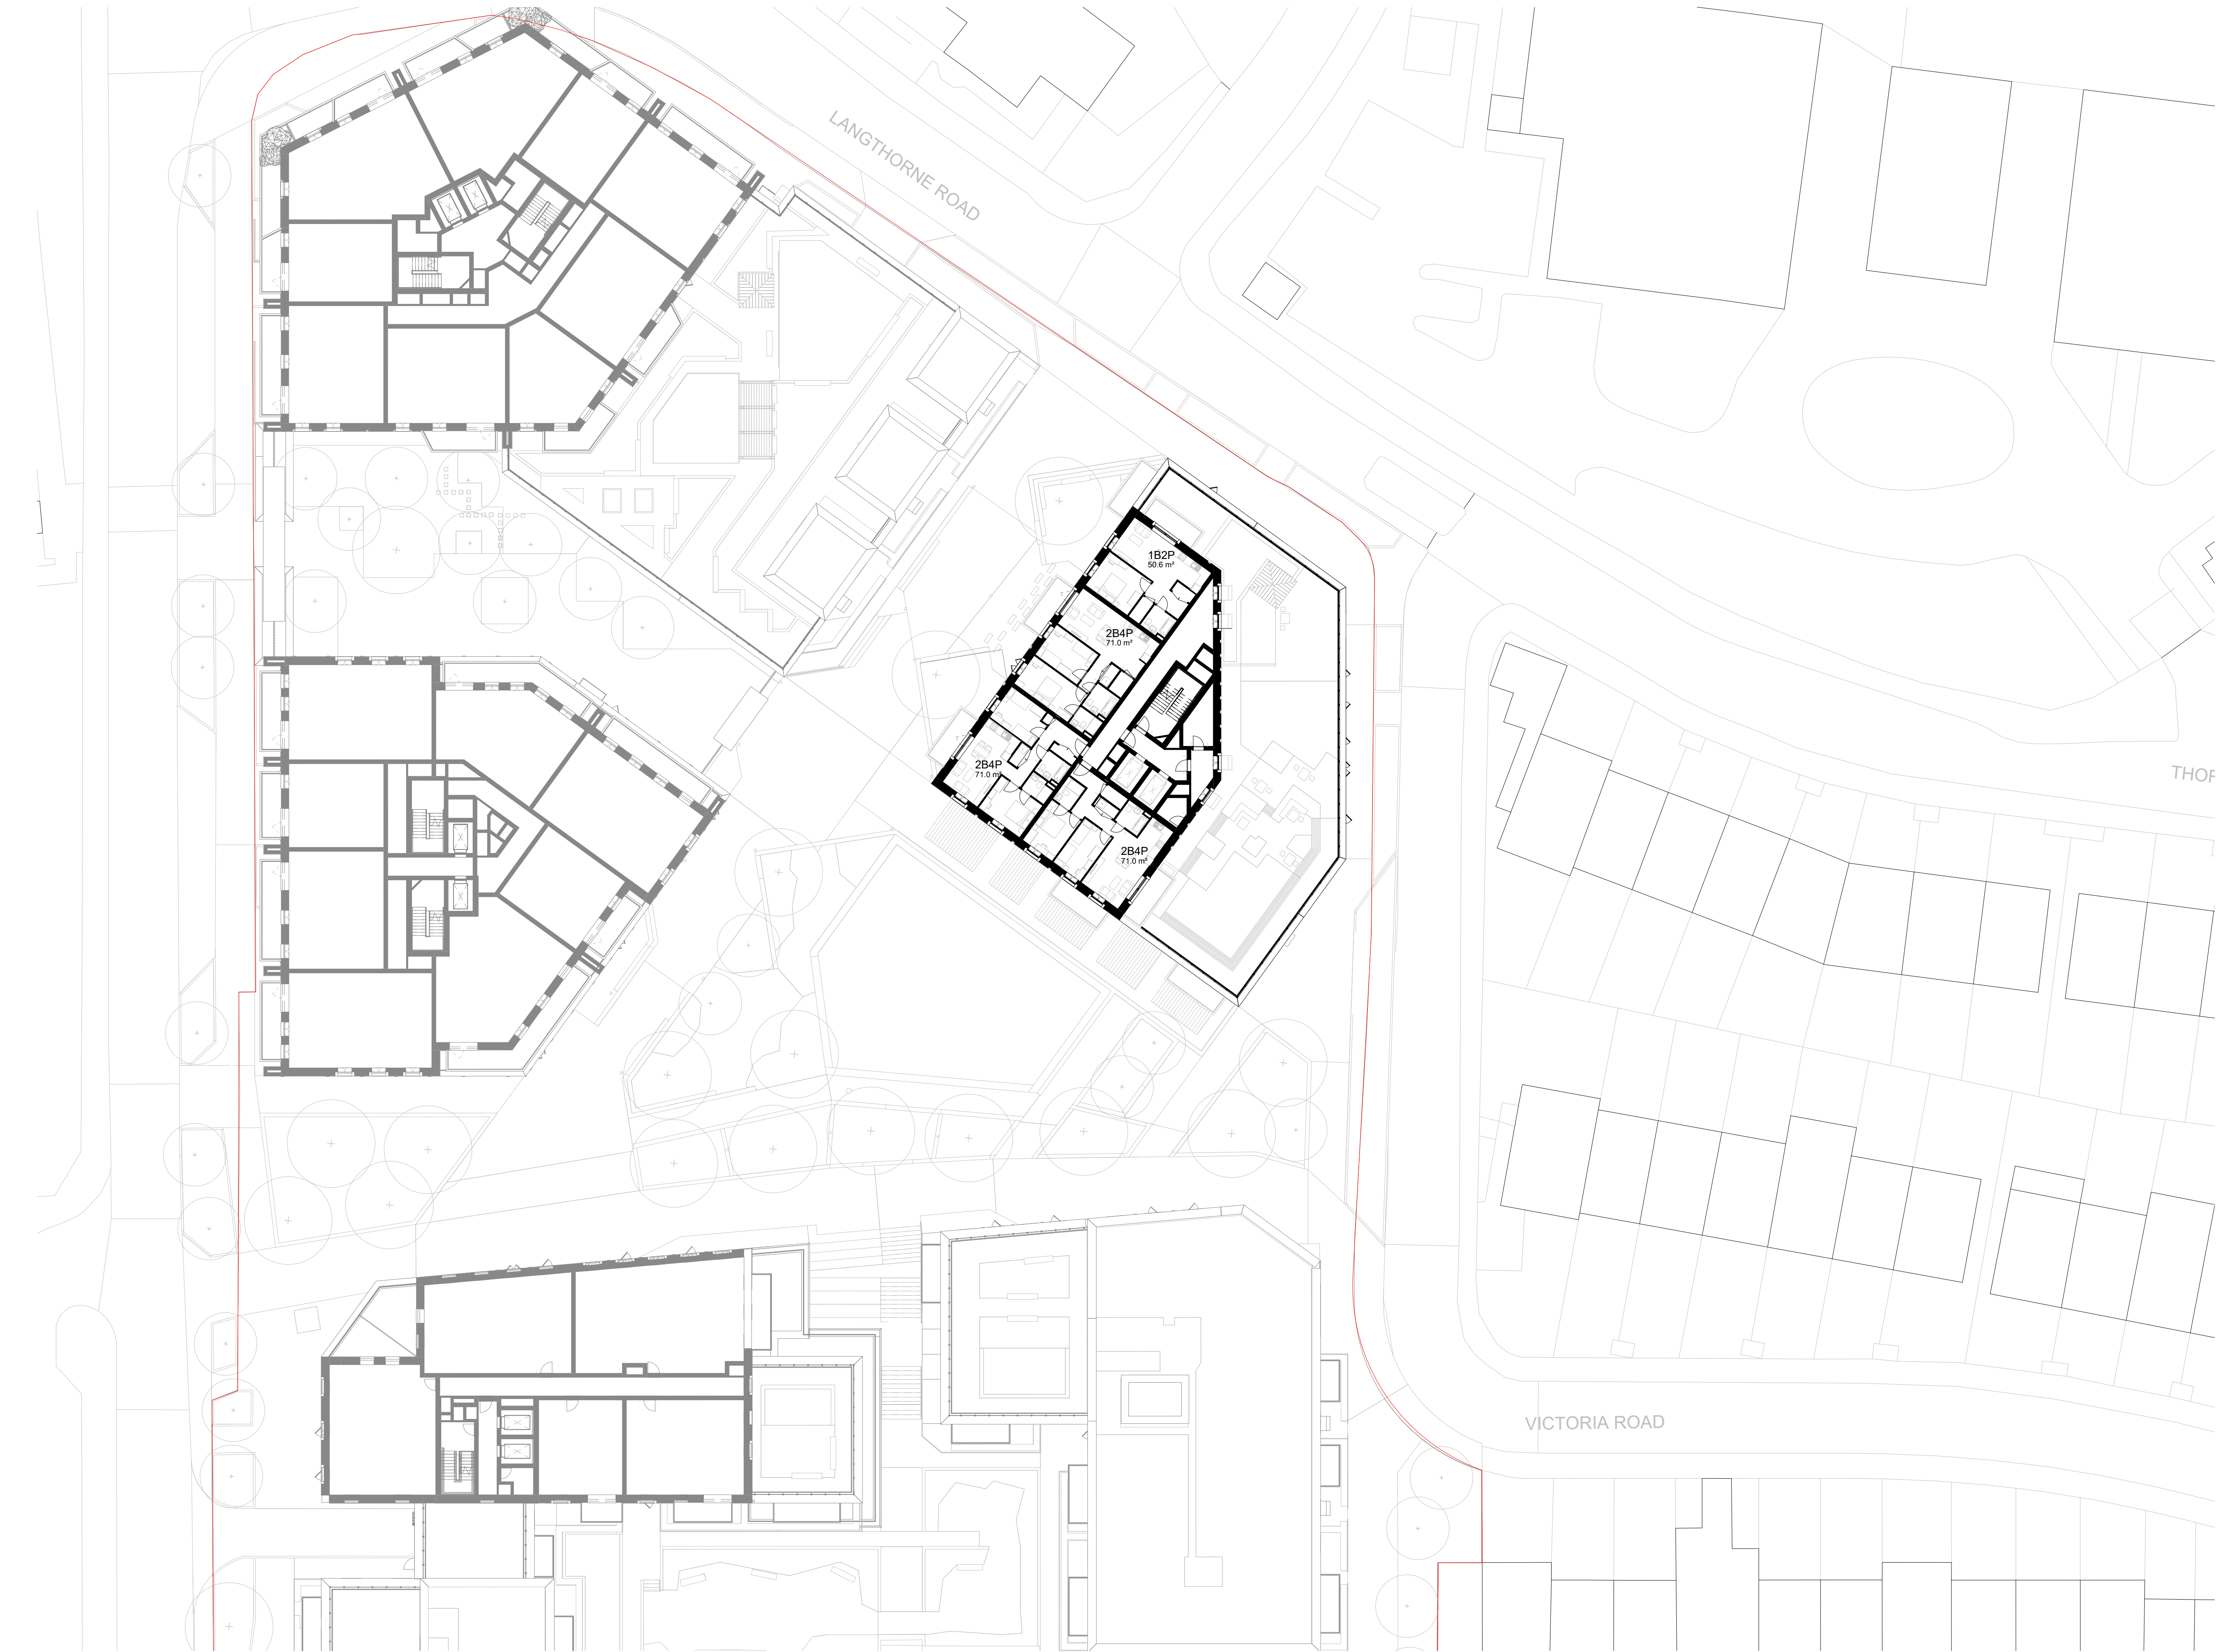 LANGTHORNE ROAD
1B2P
50.6 m²
2B4P
71.0 m²
2B4P
71.0 m²
THOR
2B4P
71.0 m²
VICTORIA ROAD